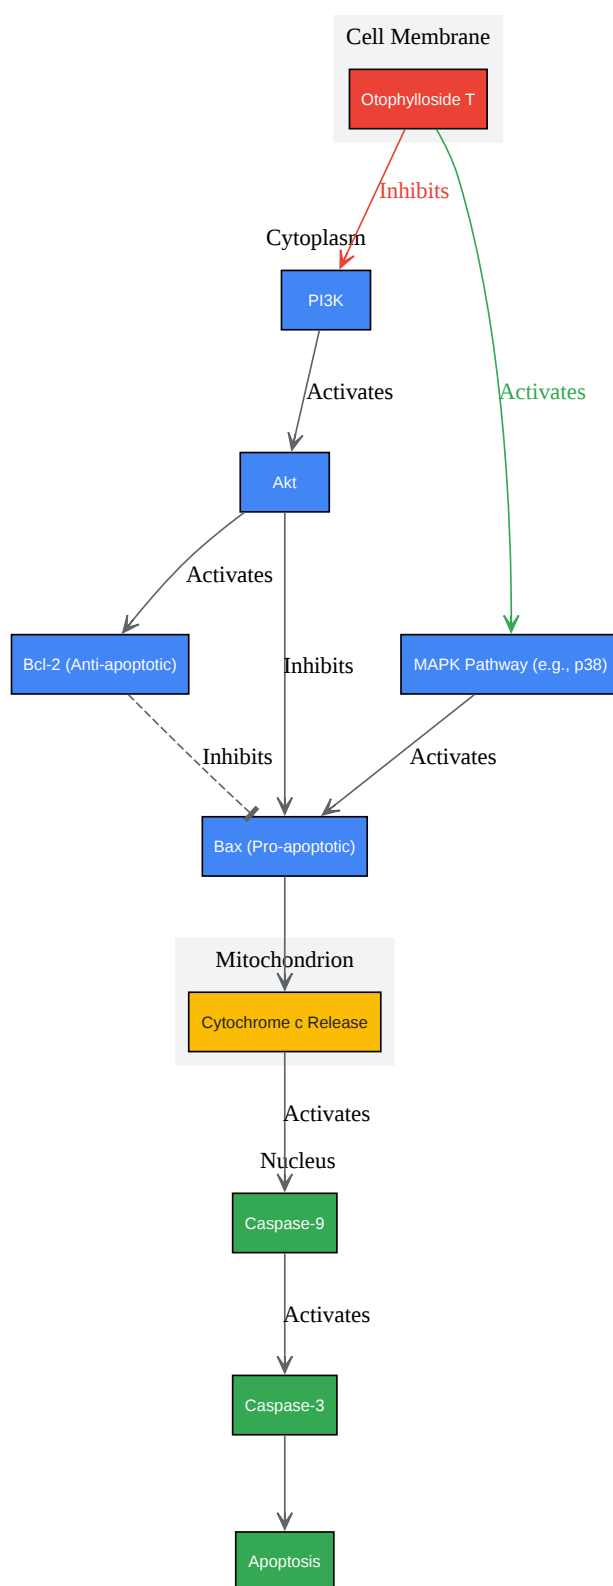 Cell Membrane
Otophylloside T
Inhibits
Cytoplasm
PI3K
Activates
Activates
Akt
Activates
Bcl-2 (Anti-apoptotic)
Inhibits
MAPK Pathway (e.g., p38)
Inhibits
Activates
Bax (Pro-apoptotic)
Mitochondrion
Cytochrome c Release
Activates
Nucleus
Caspase-9
Activates
Caspase-3
Apoptosis